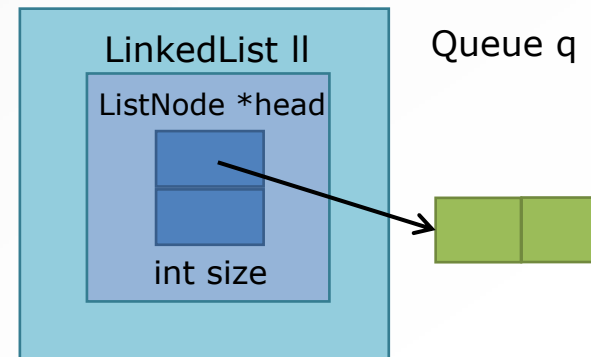 LinkedList ll
Queue q
ListNode *head
int size